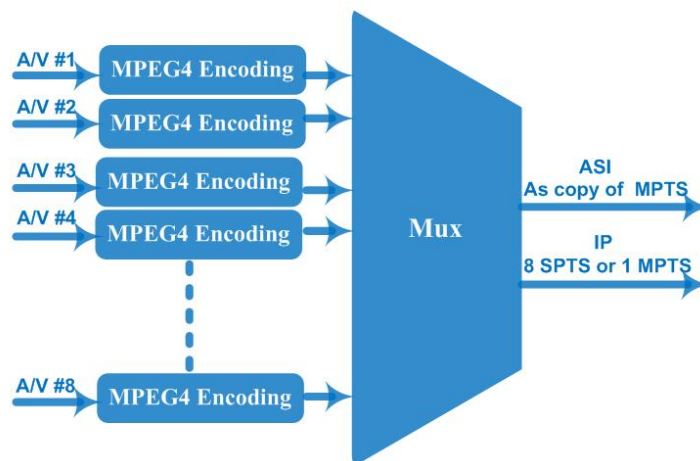 A/V #1
MPEG4 Encoding
A/V #2
MPEG4 Encoding
A/V #3
MPEG4 Encoding
A/V #4
MPEG4 Encoding
A/V #8
MPEG4 Encoding
Mux
ASI
As copy of MPTS
IP
8 SPTS or 1 MPTS